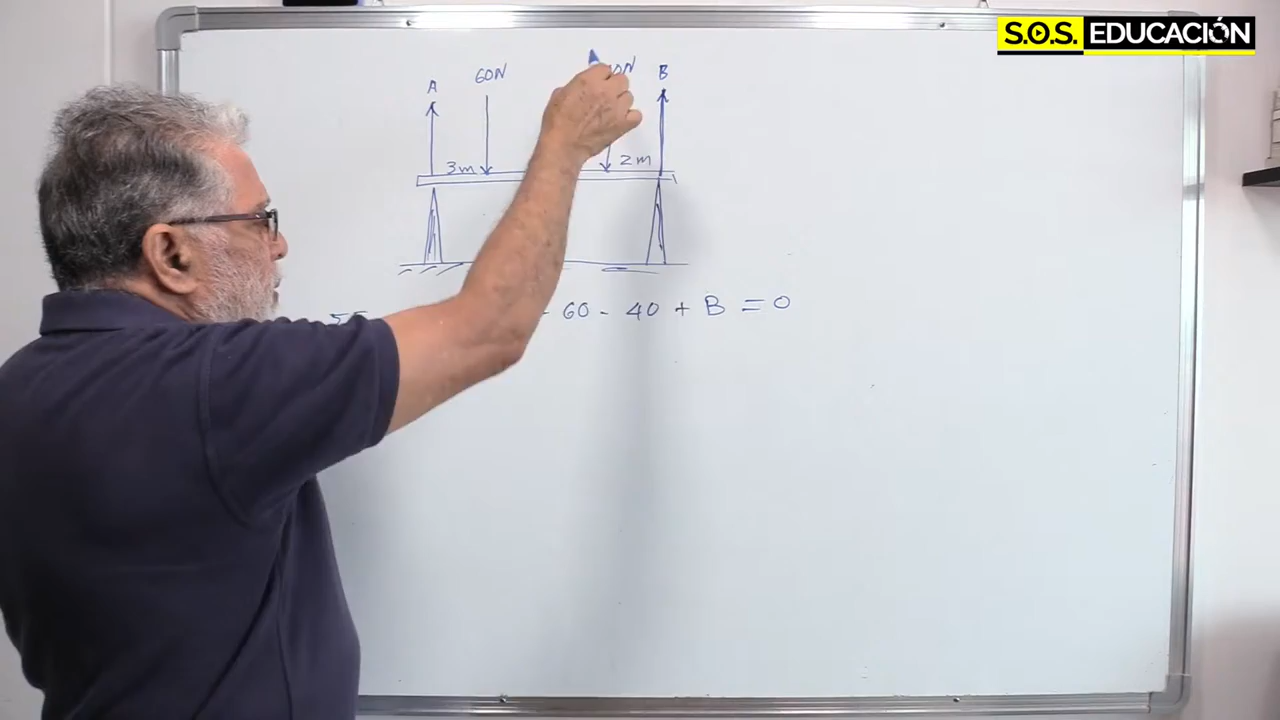 S.O.S. EDUCACIÓN
60N
A
B
3m
2m
- 60 - 40 + B = 0